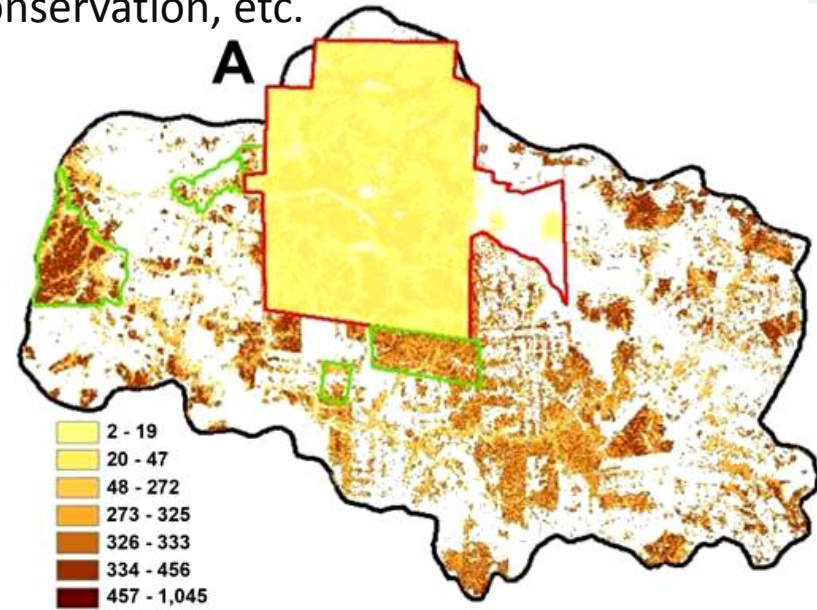 onservation, etc.
A
2 - 19
20 - 47
48 - 272
273 - 325
326 - 333
334 - 456
457 - 1,045